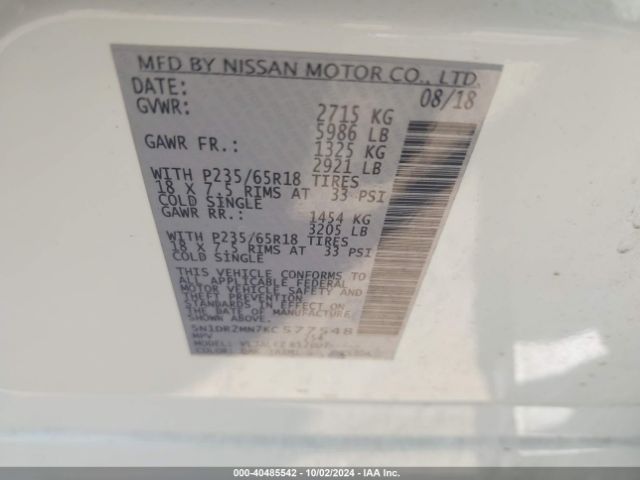 MFD BY NISSAN MOTOR CO., LTD.
DATE: 08/18
GVWR: 2715 KG
5986 LB
GAWR FR.: 1325 KG
2921 LB
WITH P235/65R18 TIRES
18 X 7.5 RIMS AT 33 PSI
COLD SINGLE
GAWR RR.: 1454 KG
3205 LB
WITH P235/65R18 TIRES
18 X 7.5 RIMS AT 33 PSI
COLD SINGLE
THIS VEHICLE CONFORMS TO
ALL APPLICABLE FEDERAL
MOTOR VEHICLE SAFETY AND
THEFT PREVENTION
STANDARDS IN EFFECT ON
THE DATE OF MANUFACTURE
SHOWN ABOVE.
5N1DR2MN7KC577548
MPV
MODEL:
COLOR:
000-40485542 - 10/02/2024 - IAAI.COM